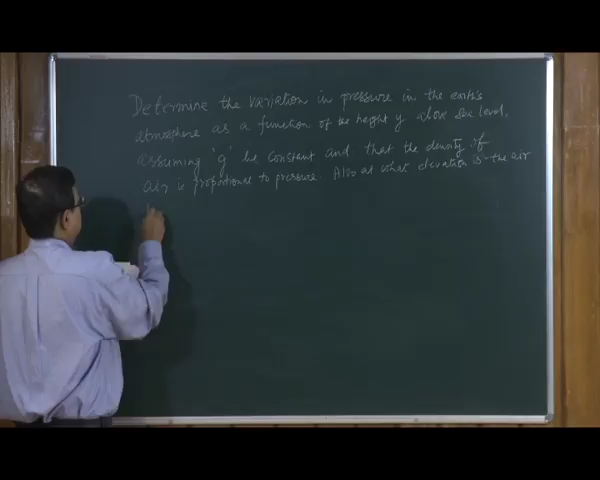 Determine the variation in pressure in the earth's
atmosphere as a function of the height y above sea level,
assuming 'g' be constant and that the density of
air is proportional to pressure. Also at what elevation is the air